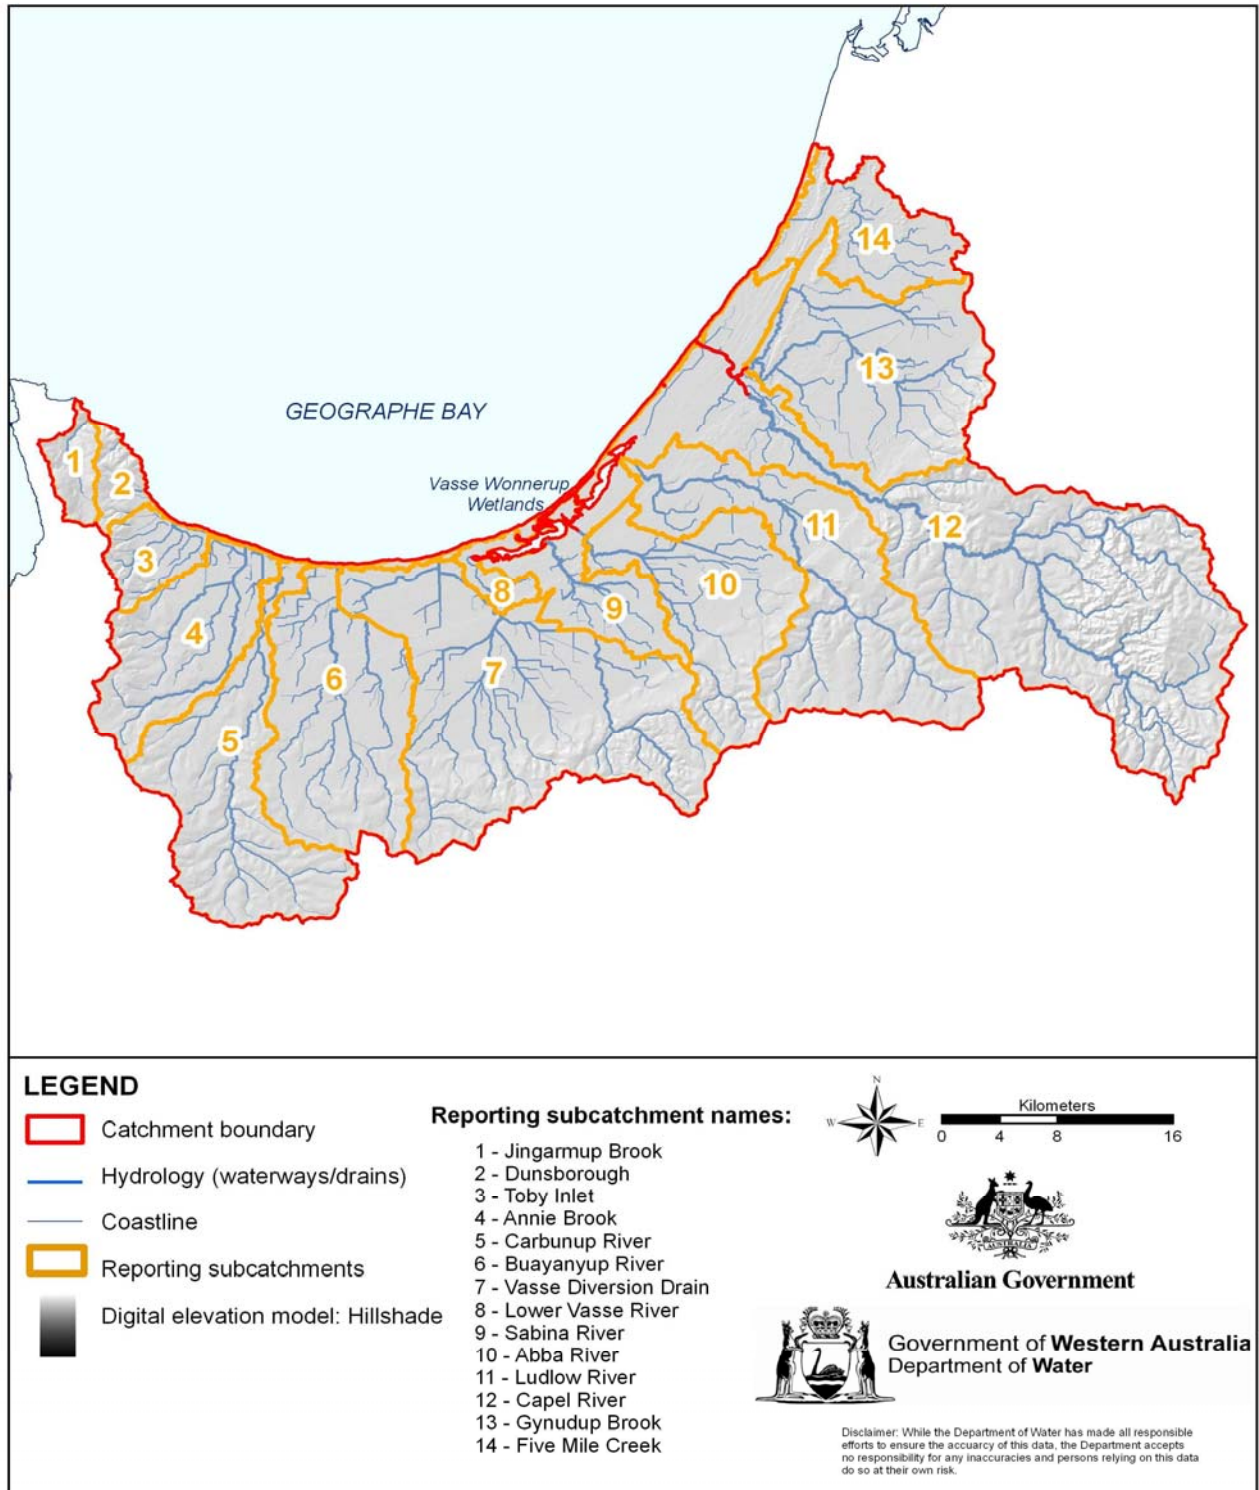 14
13
GEOGRAPHE BAY
1
2
Vasse Wonnerup
Wetlands
11
12
3
8
10
9
4
7
6
5
LEGEND
Catchment boundary
Hydrology (waterways/drains)
Coastline
Reporting subcatchments
Digital elevation model: Hillshade
Reporting subcatchment names:
1 - Jingarmup Brook
2 - Dunsborough
3 - Toby Inlet
4 - Annie Brook
5 - Carbunup River
6 - Buayanyup River
7 - Vasse Diversion Drain
8 - Lower Vasse River
9 - Sabina River
10 - Abba River
11 - Ludlow River
12 - Capel River
13 - Gynudup Brook
14 - Five Mile Creek
N
W E
S
Kilometers
0 4 8 16
AUSTRALIA
Australian Government
Government of Western Australia
Department of Water
Disclaimer: While the Department of Water has made all responsible
efforts to ensure the accuarcy of this data, the Department accepts
no responsibility for any inaccuracies and persons relying on this data
do so at their own risk.